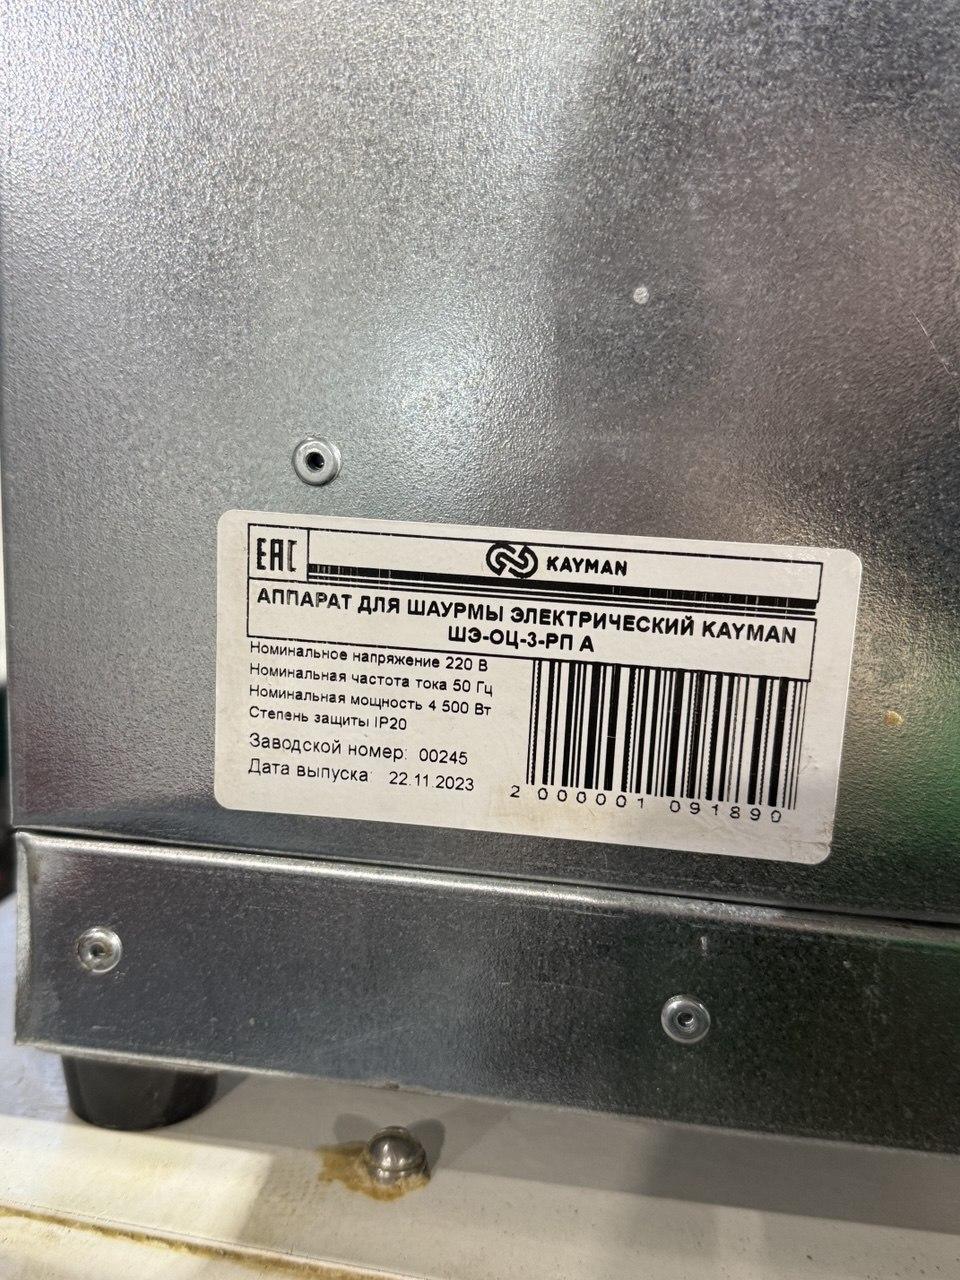 EAC
KAYMAN
АППАРАТ ДЛЯ ШАУРМЫ ЭЛЕКТРИЧЕСКИЙ KAYMAN
ШЭ-ОЦ-3-РП А
Номинальное напряжение 220 В
Номинальная частота тока 50 Гц
Номинальная мощность 4 500 Вт
Степень защиты IP20
Заводской номер: 00245
Дата выпуска: 22.11.2023
2 000001 091890